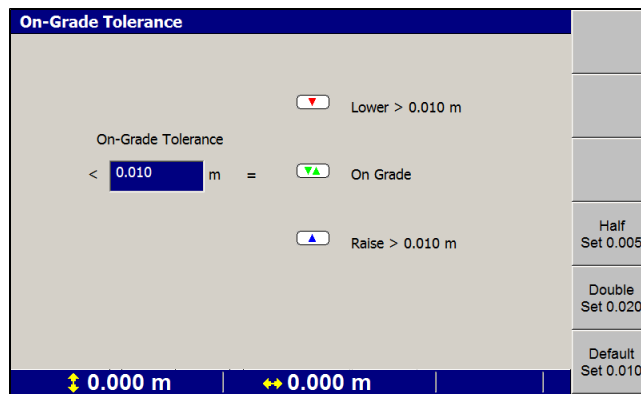 On-Grade Tolerance
Lower > 0.010 m
On-Grade Tolerance
< 0.010 m = On Grade
Raise > 0.010 m
Half
Set 0.005
Double
Set 0.020
Default
Set 0.010
0.000 m 0.000 m